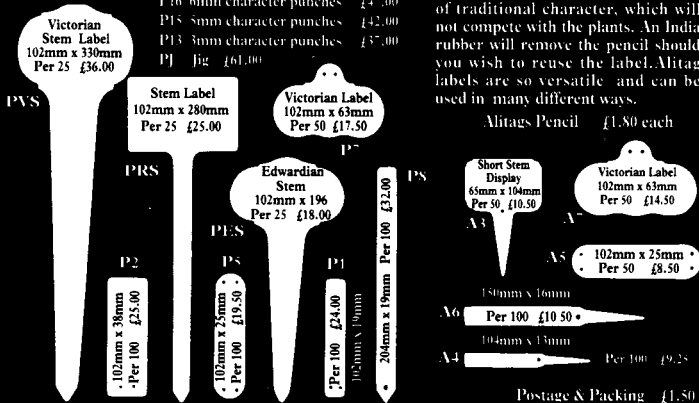 P16 6mm character punches
P15 5mm character punches £42.00
P13 3mm character punches £37.00
PJ Jig £61.00
Victorian
Stem Label
102mm x 330mm
Per 25 £36.00
PVS
Stem Label
102mm x 280mm
Per 25 £25.00
PRS
Victorian Label
102mm x 63mm
Per 50 £17.50
P7
Edwardian
Stem
102mm x 196
Per 25 £18.00
PES
P2
102mm x 38mm
Per 100 £25.00
P5
102mm x 25mm
Per 100 £19.50
P1
Per 100 £24.00
102mm x 19mm
PS
204mm x 19mm Per 100 £32.00
of traditional character, which will
not compete with the plants. An India
rubber will remove the pencil should
you wish to reuse the label.Alitag
labels are so versatile and can be
used in many different ways.
Alitags Pencil £1.80 each
Short Stem
Display
65mm x 104mm
Per 50 £10.50
A3
Victorian Label
102mm x 63mm
Per 50 £14.50
A7
A5
102mm x 25mm
Per 50 £8.50
150mm x 16mm
A6
Per 100 £10 50
104mm x 13mm
A4
Per 100 £9.25
Postage & Packing £1.50